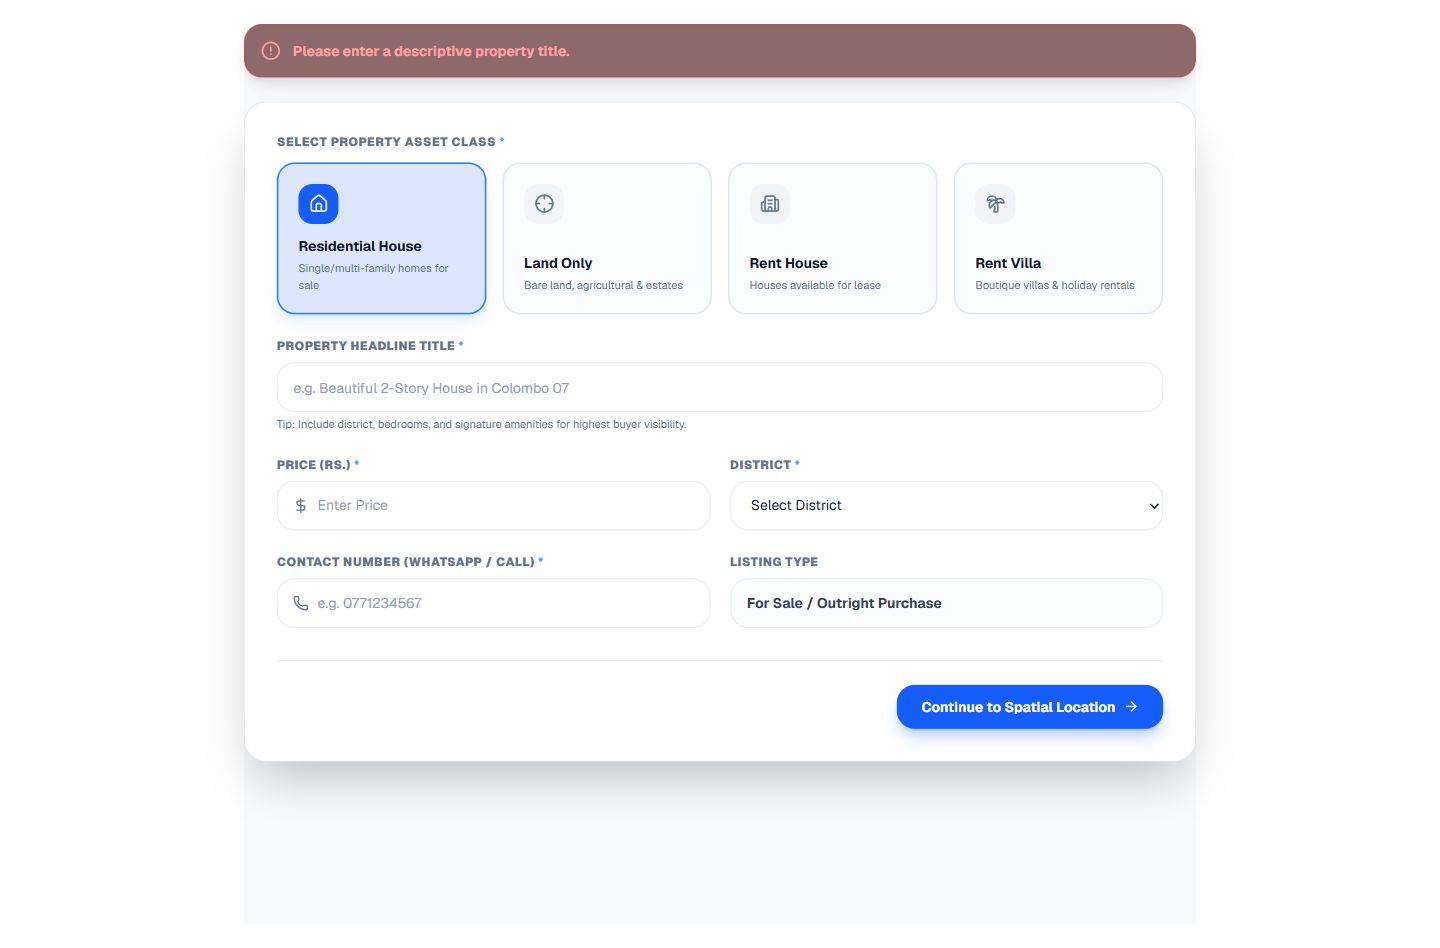 Please enter a descriptive property title.
SELECT PROPERTY ASSET CLASS *
Residential House
Single/multi-family homes for
sale
Land Only
Bare land, agricultural & estates
Rent House
Houses available for lease
Rent Villa
Boutique villas & holiday rentals
PROPERTY HEADLINE TITLE *
e.g. Beautiful 2-Story House in Colombo 07
Tip: Include district, bedrooms, and signature amenities for highest buyer visibility.
PRICE (RS.) *
Enter Price
DISTRICT *
Select District
CONTACT NUMBER (WHATSAPP / CALL) *
e.g. 0771234567
LISTING TYPE
For Sale / Outright Purchase
Continue to Spatial Location